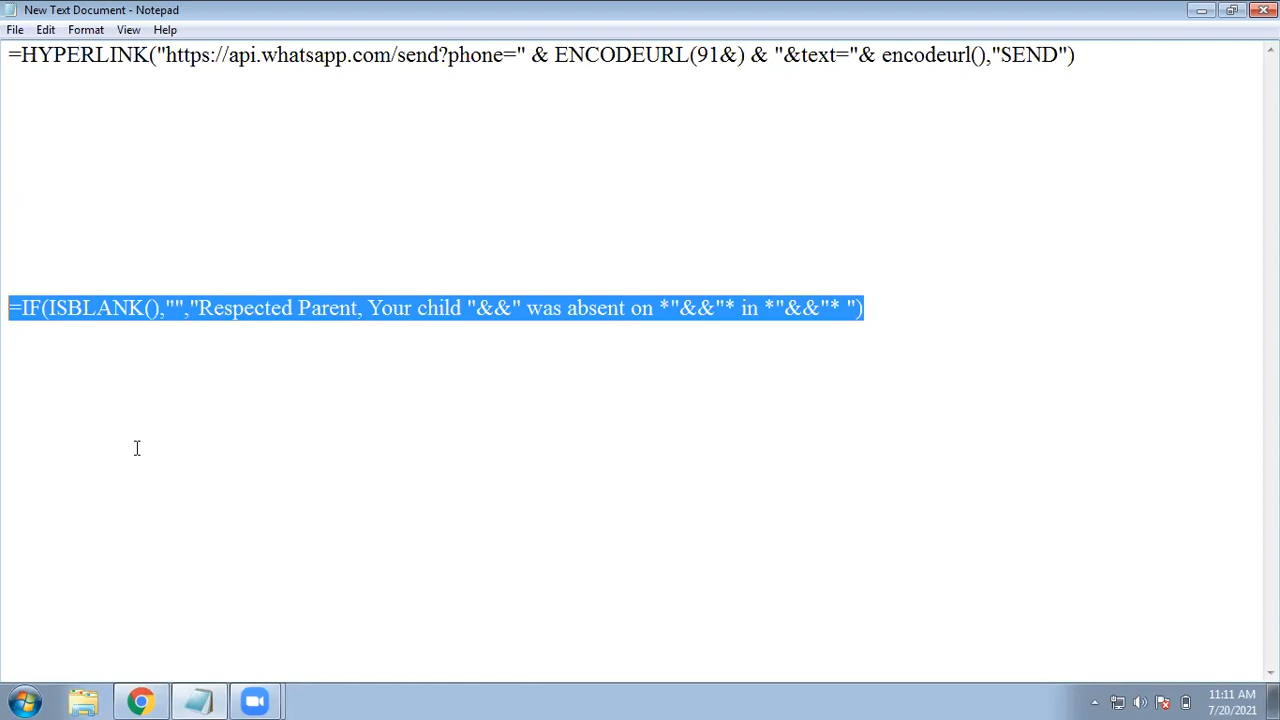 New Text Document - Notepad
File Edit Format View Help
=HYPERLINK("https://api.whatsapp.com/send?phone=" & ENCODEURL(91&) & "&text="& encodeurl(),"SEND")
=IF(ISBLANK(),"","Respected Parent, Your child "&&" was absent on *"&&"* in *"&&"* ")
11:11 AM
7/20/2021